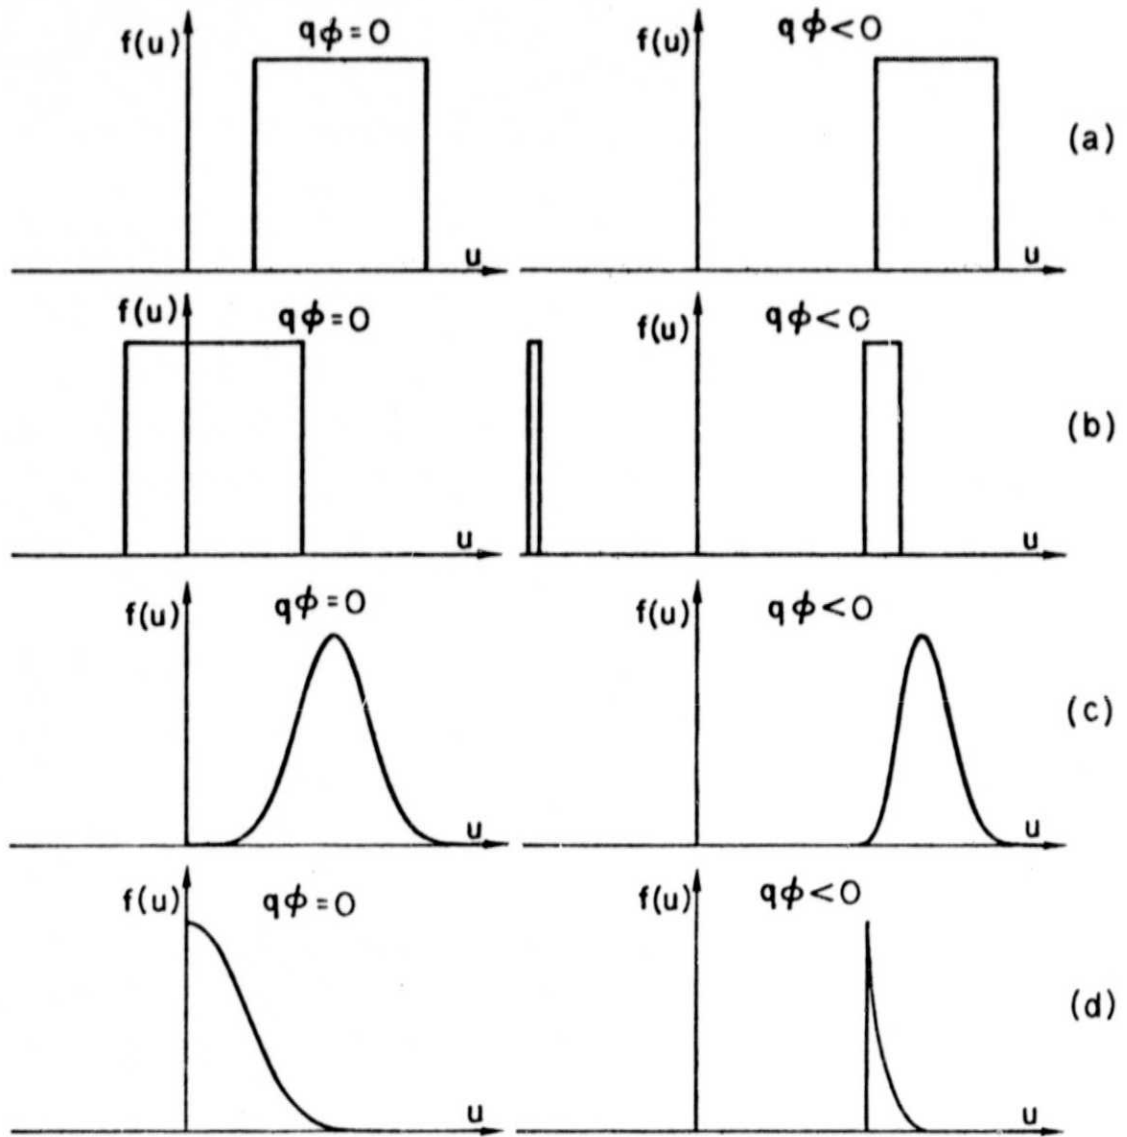 f(u) qϕ=0 f(u) qϕ<0
u u (a)
f(u) qϕ=0 f(u) qϕ<0
u u (b)
f(u) qϕ=0 f(u) qϕ<0
u u (c)
f(u) qϕ=0 f(u) qϕ<0
u u (d)